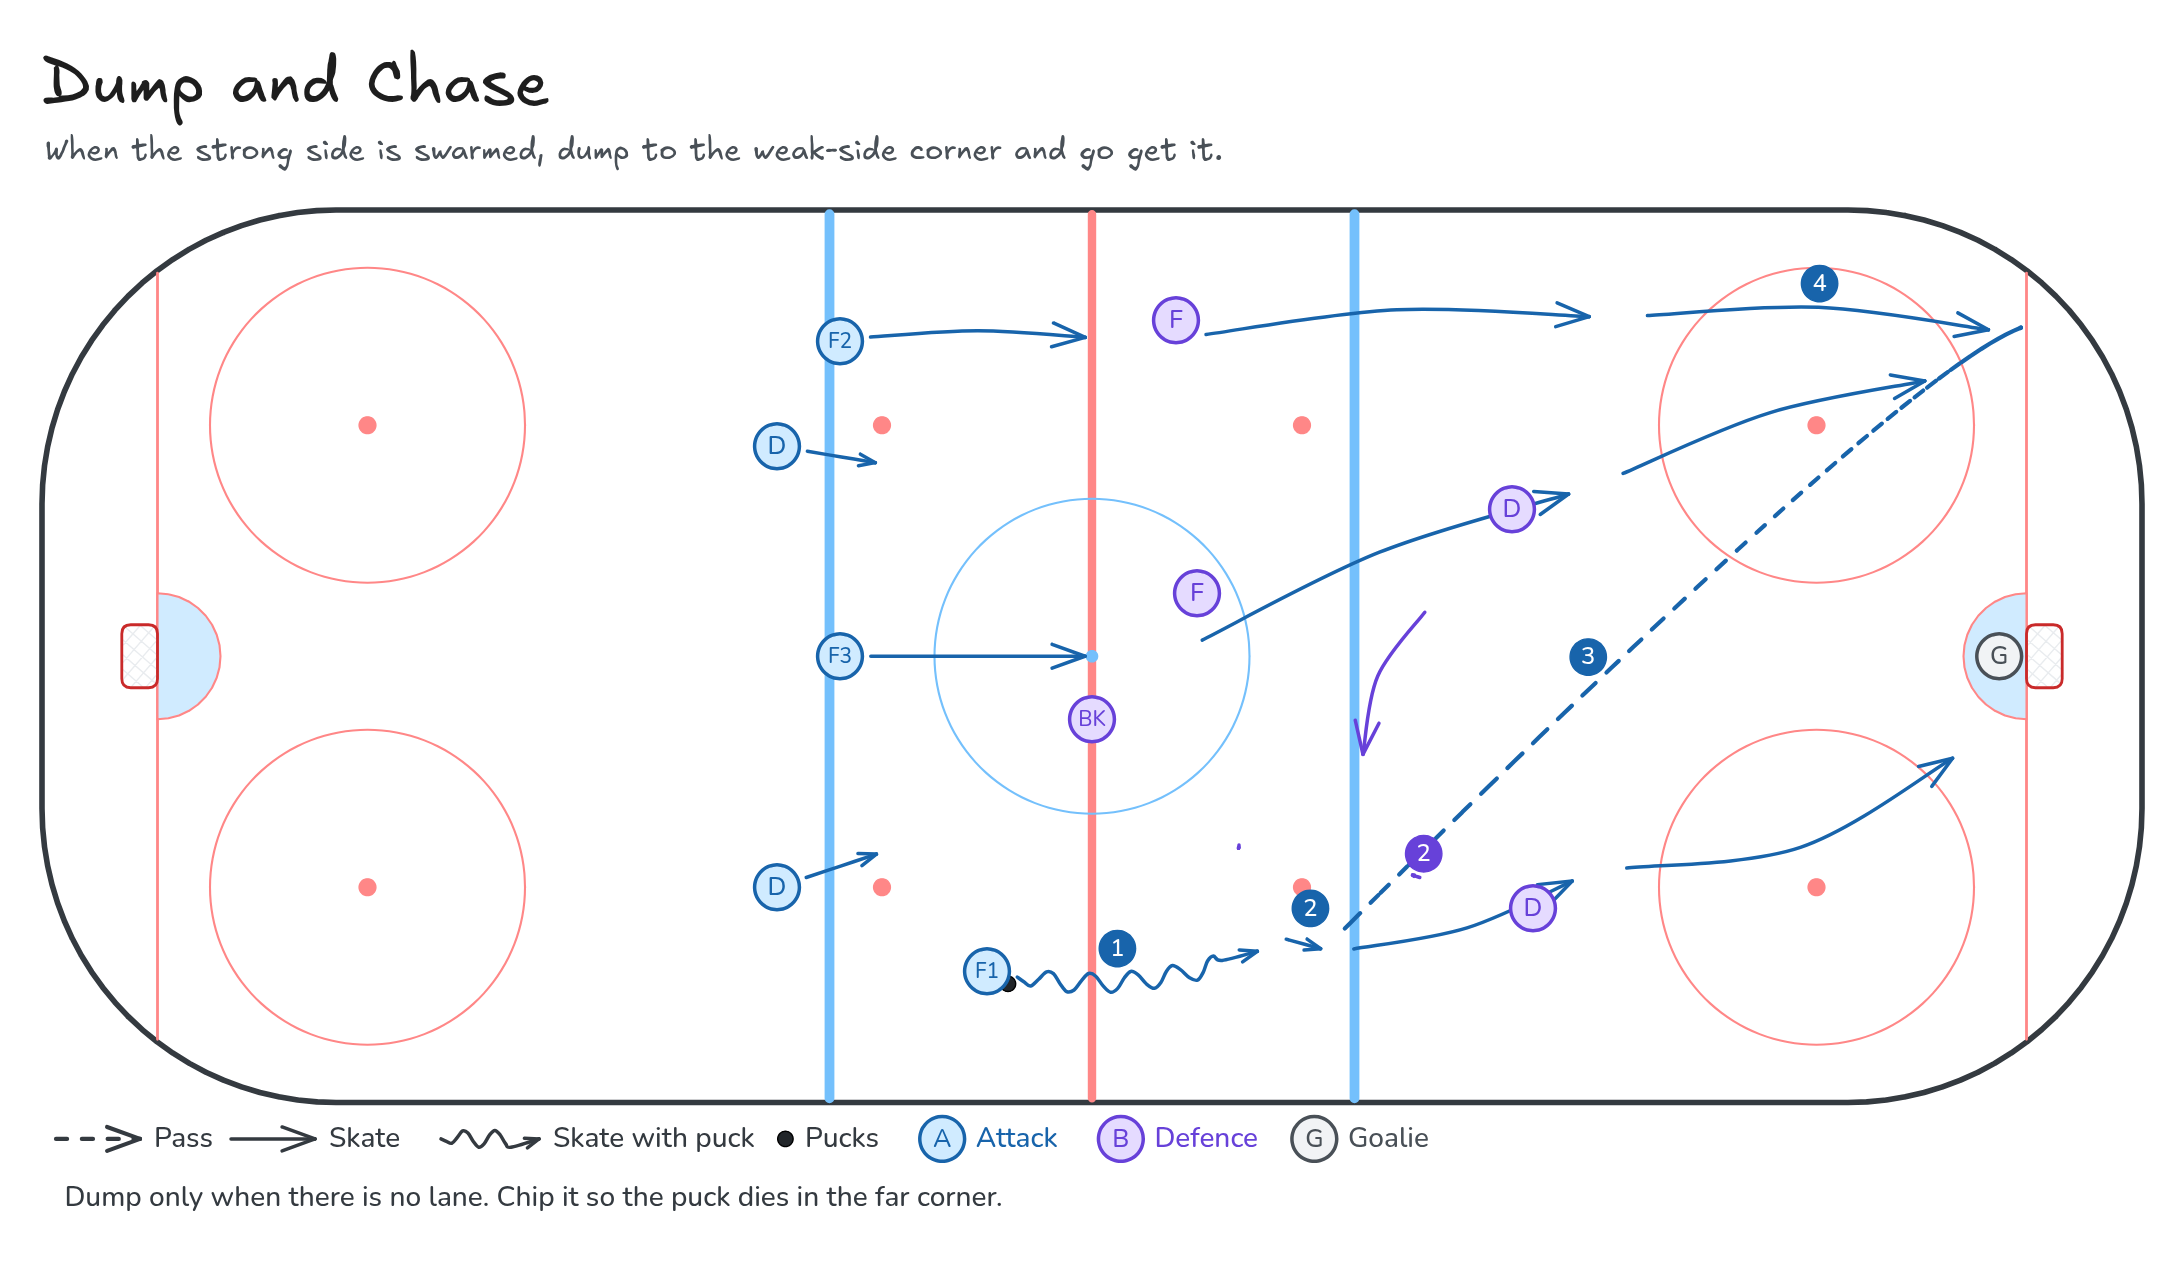 Dump and Chase
When the strong side is swarmed, dump to the weak-side corner and go get it.
4
F
F2
D
D
F
3
F3
G
BK
2
D
2
D
1
F1
Pass Skate Skate with puck Pucks A Attack B Defence G Goalie
Dump only when there is no lane. Chip it so the puck dies in the far corner.